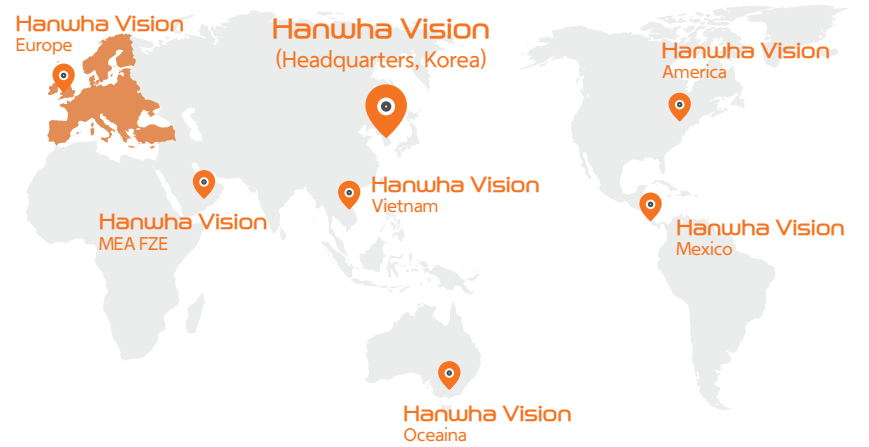 Hanwha Vision
Europe
Hanwha Vision
(Headquarters, Korea)
Hanwha Vision
America
Hanwha Vision
Vietnam
Hanwha Vision
MEA FZE
Hanwha Vision
Mexico
Hanwha Vision
Oceaina